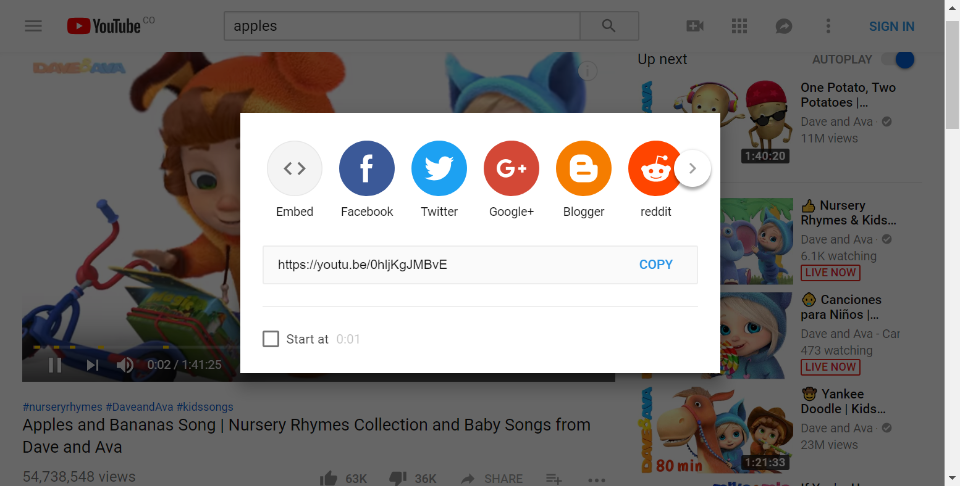 YouTube CO
apples
SIGN IN
DAVE & AVA
Up next
AUTOPLAY
One Potato, Two
Potatoes |...
Dave and Ava
11M views
1:40:20
Embed
Facebook
Twitter
Google+
Blogger
reddit
https://youtu.be/0hljKgJMBvE
COPY
Start at 0:01
Nursery
Rhymes & Kids...
Dave and Ava
6.1K watching
LIVE NOW
Canciones
para Niños |...
Dave and Ava - Car
473 watching
LIVE NOW
Yankee
Doodle | Kids...
Dave and Ava
23M views
80 min
1:21:33
0:02 / 1:41:25
#nurseryrhymes #DaveandAva #kidssongs
Apples and Bananas Song | Nursery Rhymes Collection and Baby Songs from
Dave and Ava
54,738,548 views
63K
36K
SHARE